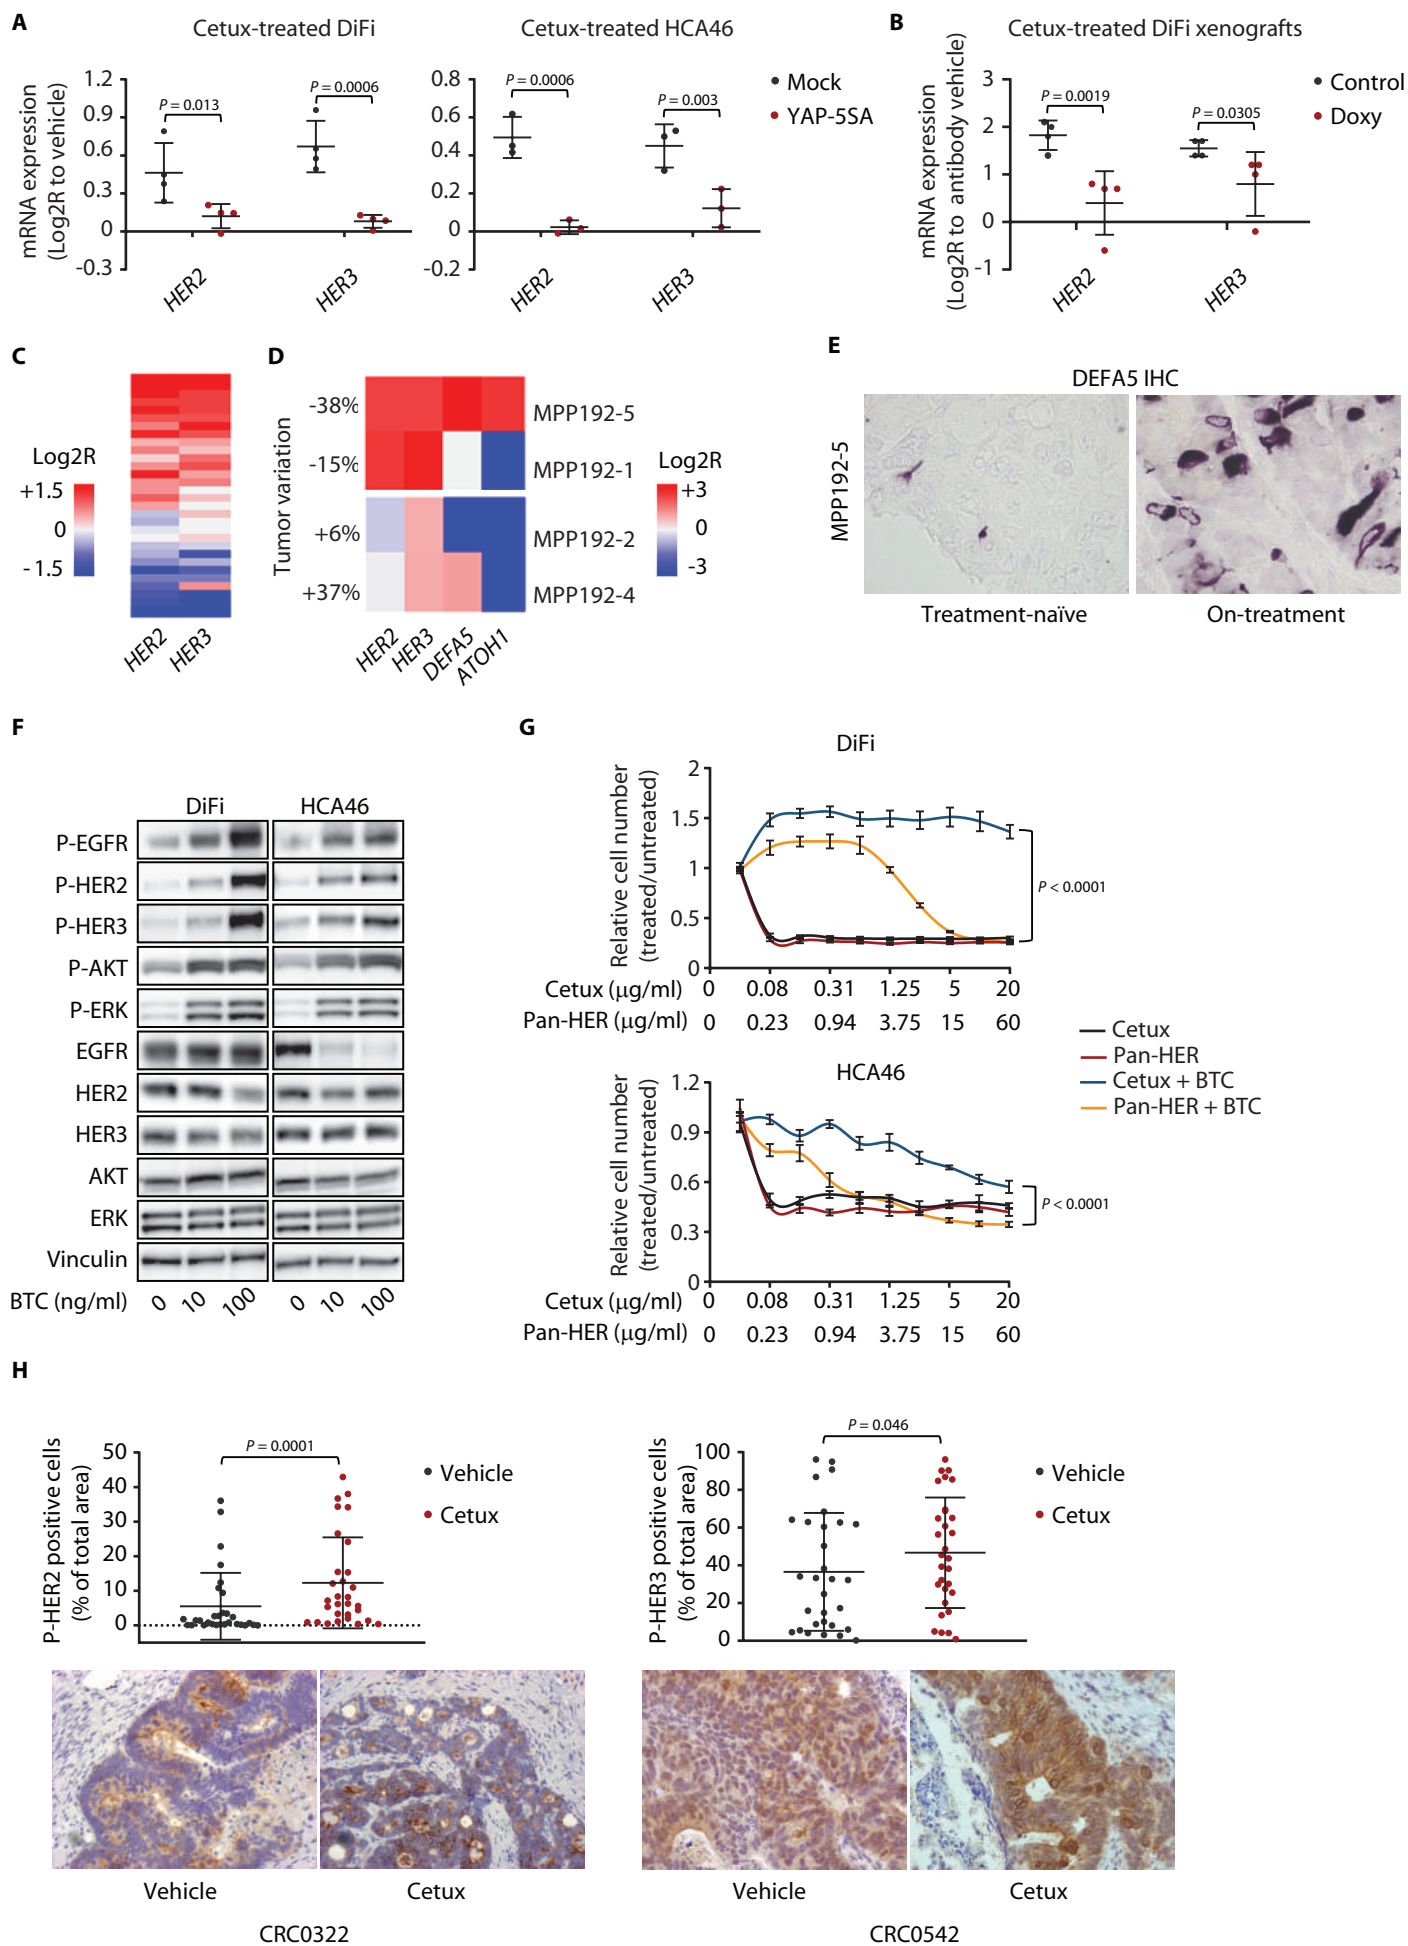 A
Cetux-treated DiFi
Cetux-treated HCA46
mRNA expression
(Log2R to vehicle)
1.2
0.9
0.6
0.3
0
-0.3
P = 0.013
P = 0.0006
HER2
HER3
0.8
0.6
0.4
0.2
0
-0.2
P = 0.0006
P = 0.003
HER2
HER3
Mock
YAP-5SA
B
Cetux-treated DiFi xenografts
mRNA expression
(Log2R to antibody vehicle)
3
2
1
0
-1
P = 0.0019
P = 0.0305
HER2
HER3
Control
Doxy
C
Log2R
+1.5
0
-1.5
HER2
HER3
D
Tumor variation
-38%
-15%
+6%
+37%
MPP192-5
MPP192-1
MPP192-2
MPP192-4
HER2
HER3
DEFA5
ATOH1
Log2R
+3
0
-3
E
DEFA5 IHC
MPP192-5
Treatment-naïve
On-treatment
F
DiFi
HCA46
P-EGFR
P-HER2
P-HER3
P-AKT
P-ERK
EGFR
HER2
HER3
AKT
ERK
Vinculin
BTC (ng/ml) 0 10 100 0 10 100
G
DiFi
Relative cell number
(treated/untreated)
2
1.5
1
0.5
0
P < 0.0001
Cetux (μg/ml) 0 0.08 0.31 1.25 5 20
Pan-HER (μg/ml) 0 0.23 0.94 3.75 15 60
HCA46
Relative cell number
(treated/untreated)
1.2
0.9
0.6
0.3
0
P < 0.0001
Cetux (μg/ml) 0 0.08 0.31 1.25 5 20
Pan-HER (μg/ml) 0 0.23 0.94 3.75 15 60
Cetux
Pan-HER
Cetux + BTC
Pan-HER + BTC
H
P-HER2 positive cells
(% of total area)
50
40
30
20
10
0
P = 0.0001
Vehicle
Cetux
P-HER3 positive cells
(% of total area)
100
80
60
40
20
0
P = 0.046
Vehicle
Cetux
Vehicle
Cetux
CRC0322
Vehicle
Cetux
CRC0542